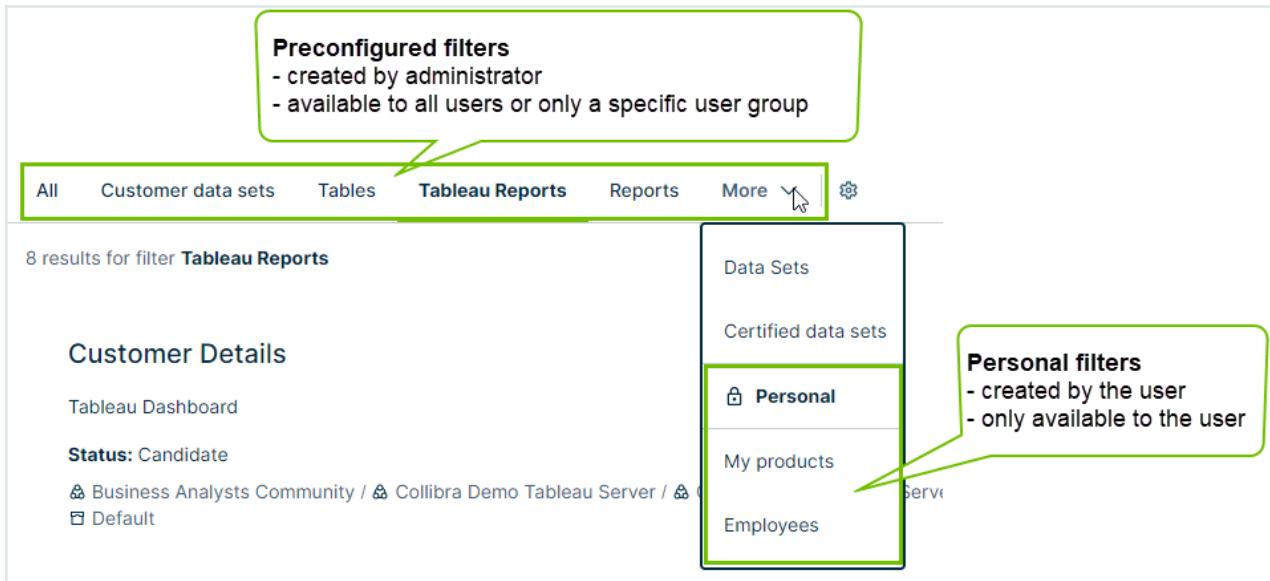 Preconfigured filters
- created by administrator
- available to all users or only a specific user group
All Customer data sets Tables Tableau Reports Reports More
8 results for filter Tableau Reports
Data Sets
Certified data sets
Personal
My products
Employees
Personal filters
- created by the user
- only available to the user
Customer Details
Tableau Dashboard
Status: Candidate
Business Analysts Community / Collibra Demo Tableau Server /
Default